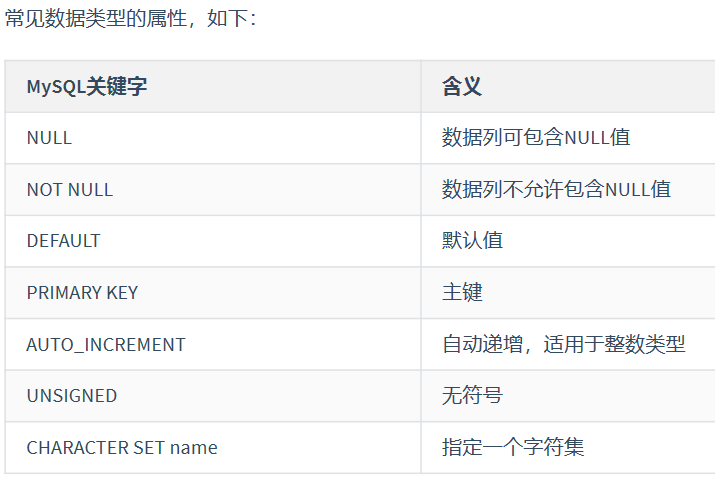 常见数据类型的属性，如下：
MySQL关键字 含义
NULL 数据列可包含NULL值
NOT NULL 数据列不允许包含NULL值
DEFAULT 默认值
PRIMARY KEY 主键
AUTO_INCREMENT 自动递增，适用于整数类型
UNSIGNED 无符号
CHARACTER SET name 指定一个字符集